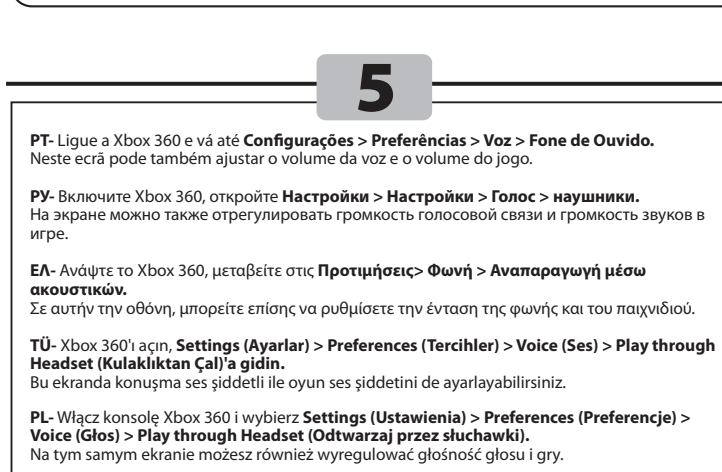 5
PT- Ligue a Xbox 360 e vá até Configurações > Preferências > Voz > Fone de Ouvido.
Neste ecrã pode também ajustar o volume da voz e o volume do jogo.
РУ- Включите Xbox 360, откройте Настройки > Настройки > Голос > наушники.
На экране можно также отрегулировать громкость голосовой связи и громкость звуков в
игре.
ΕΛ- Ανάψτε το Xbox 360, μεταβείτε στις Προτιμήσεις> Φωνή > Αναπαραγωγή μέσω
ακουστικών.
Σε αυτήν την οθόνη, μπορείτε επίσης να ρυθμίσετε την ένταση της φωνής και του παιχνιδιού.
TÜ- Xbox 360'ı açın, Settings (Ayarlar) > Preferences (Tercihler) > Voice (Ses) > Play through
Headset (Kulaklıktan Çal)'a gidin.
Bu ekranda konuşma ses şiddetli ile oyun ses şiddetini de ayarlayabilirsiniz.
PL- Włącz konsolę Xbox 360 i wybierz Settings (Ustawienia) > Preferences (Preferencje) >
Voice (Głos) > Play through Headset (Odtwarzaj przez słuchawki).
Na tym samym ekranie możesz również wyregulować głośność głosu i gry.